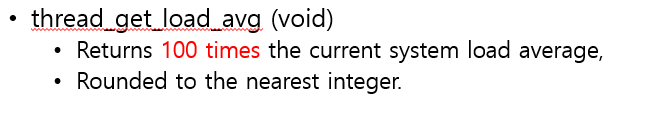 • thread_get_load_avg (void)
• Returns 100 times the current system load average,
• Rounded to the nearest integer.